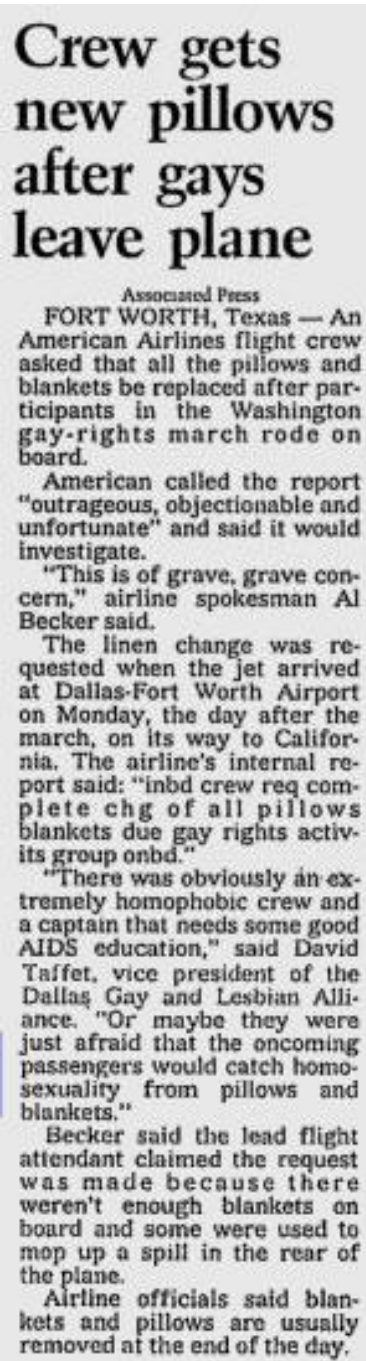 Crew gets
new pillows
after gays
leave plane
Associated Press
FORT WORTH, Texas — An
American Airlines flight crew
asked that all the pillows and
blankets be replaced after par-
ticipants in the Washington
gay-rights march rode on
board.
American called the report
"outrageous, objectionable and
unfortunate" and said it would
investigate.
"This is of grave, grave con-
cern," airline spokesman Al
Becker said.
The linen change was re-
quested when the jet arrived
at Dallas-Fort Worth Airport
on Monday, the day after the
march, on its way to Califor-
nia. The airline's internal re-
port said: "inbd crew req com-
plete chg of all pillows
blankets due gay rights activ-
its group onbd."
"There was obviously an ex-
tremely homophobic crew and
a captain that needs some good
AIDS education," said David
Taffet, vice president of the
Dallas Gay and Lesbian Alli-
ance. "Or maybe they were
just afraid that the oncoming
passengers would catch homo-
sexuality from pillows and
blankets."
Becker said the lead flight
attendant claimed the request
was made because there
weren't enough blankets on
board and some were used to
mop up a spill in the rear of
the plane.
Airline officials said blan-
kets and pillows are usually
removed at the end of the day.